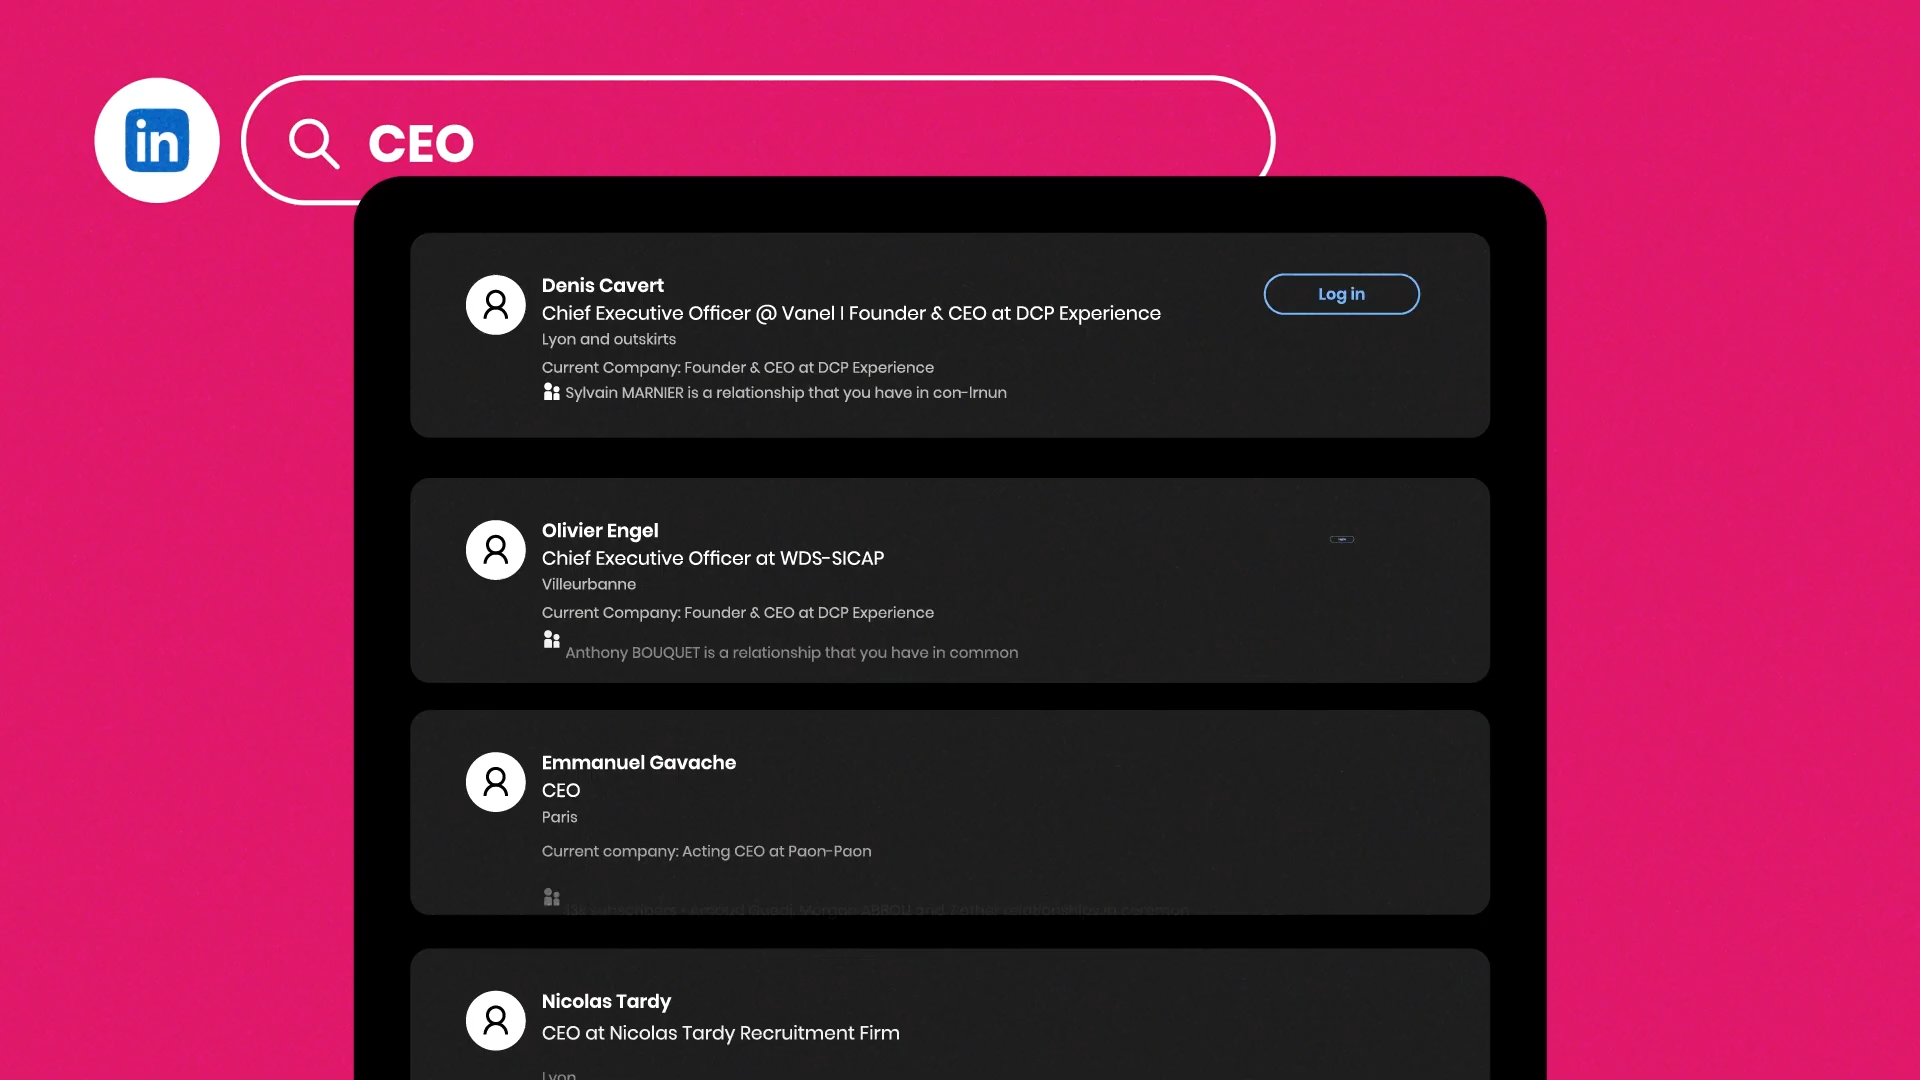 in
CEO
Denis Cavert
Chief Executive Officer @ Vanel I Founder & CEO at DCP Experience
Log in
Lyon and outskirts
Current Company: Founder & CEO at DCP Experience
Sylvain MARNIER is a relationship that you have in con-lrnun
Olivier Engel
Chief Executive Officer at WDS-SICAP
Villeurbanne
Current Company: Founder & CEO at DCP Experience
Anthony BOUQUET is a relationship that you have in common
Emmanuel Gavache
CEO
Paris
Current company: Acting CEO at Paon-Paon
Nicolas Tardy
CEO at Nicolas Tardy Recruitment Firm
Lyon